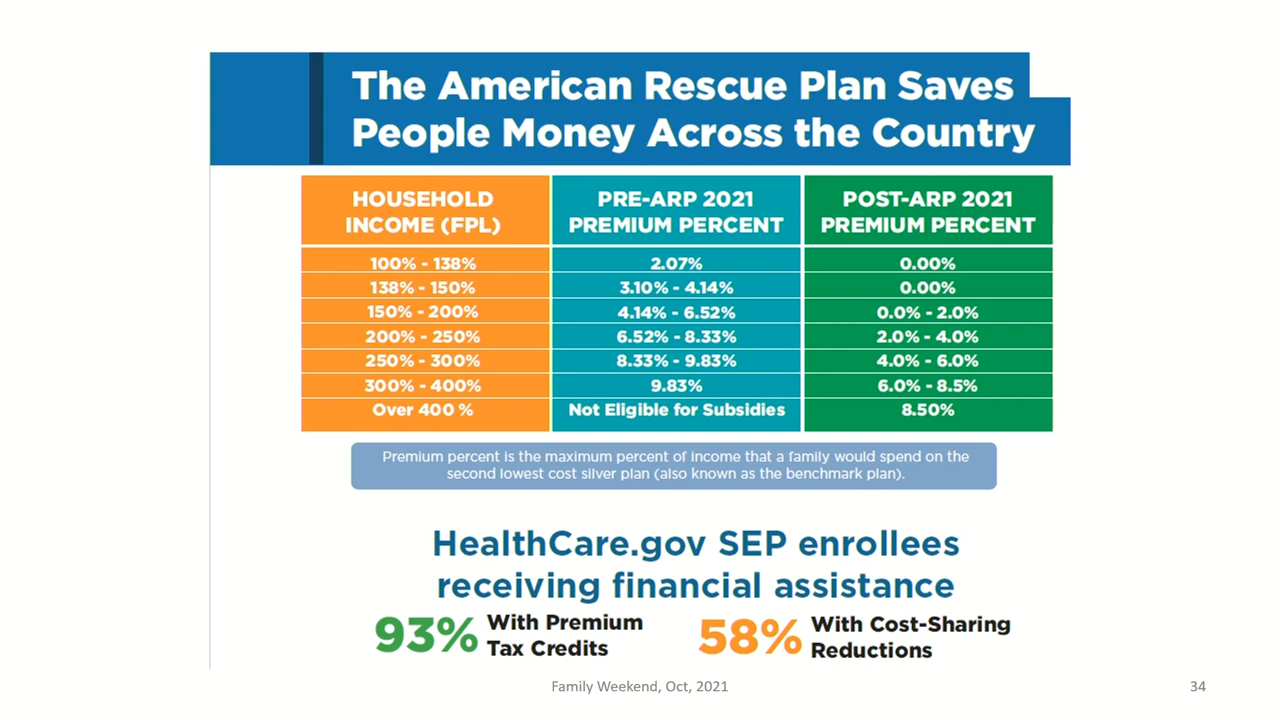 The American Rescue Plan Saves
People Money Across the Country
HOUSEHOLD
INCOME (FPL)
PRE-ARP 2021
PREMIUM PERCENT
POST-ARP 2021
PREMIUM PERCENT
100% - 138% 2.07% 0.00%
138% - 150% 3.10% - 4.14% 0.00%
150% - 200% 4.14% - 6.52% 0.0% - 2.0%
200% - 250% 6.52% - 8.33% 2.0% - 4.0%
250% - 300% 8.33% - 9.83% 4.0% - 6.0%
300% - 400% 9.83% 6.0% - 8.5%
Over 400 % Not Eligible for Subsidies 8.50%
Premium percent is the maximum percent of income that a family would spend on the
second lowest cost silver plan (also known as the benchmark plan).
HealthCare.gov SEP enrollees
receiving financial assistance
93% With Premium
Tax Credits
58% With Cost-Sharing
Reductions
Family Weekend, Oct, 2021
34